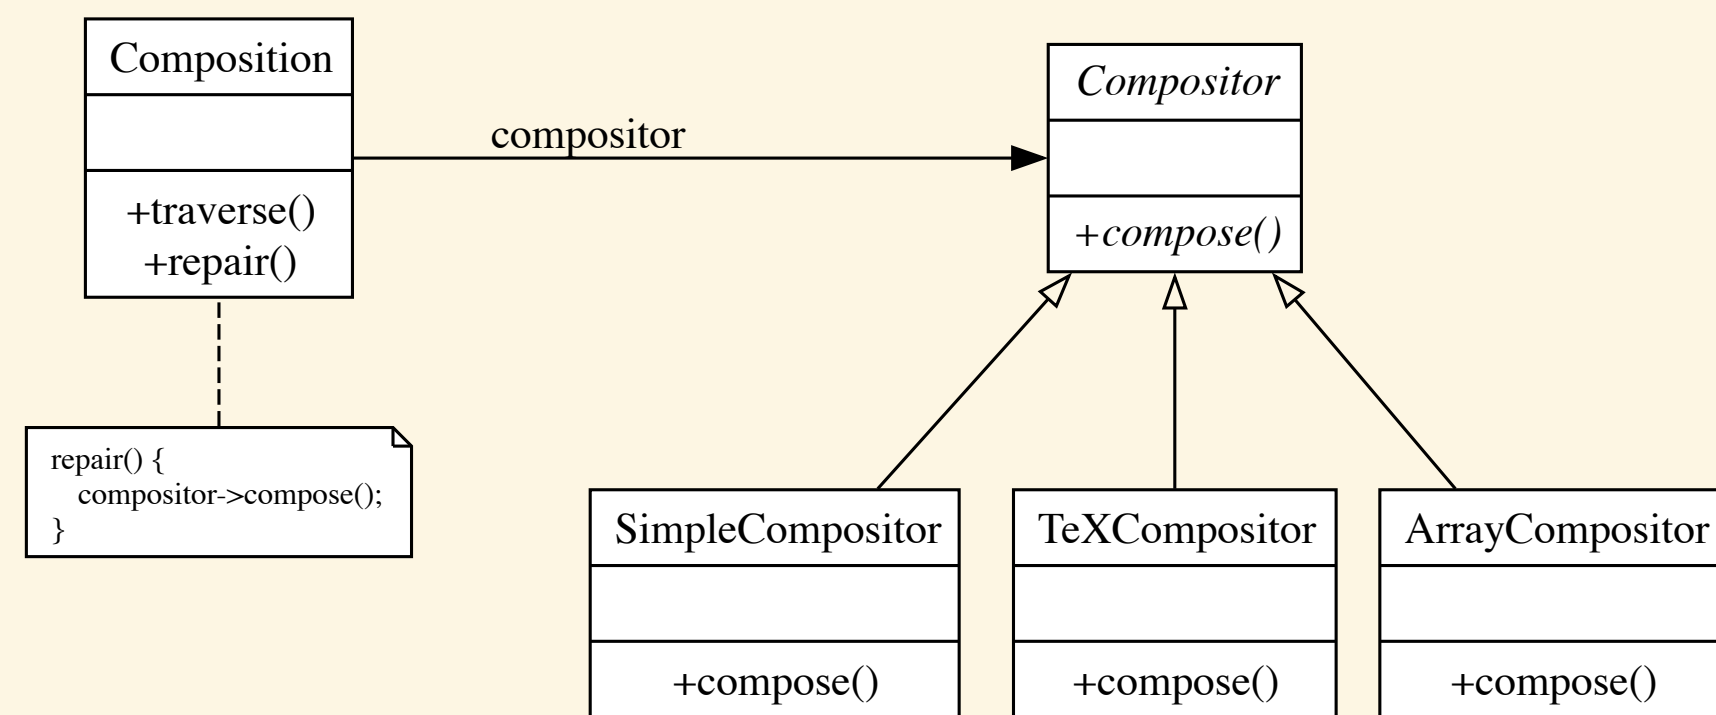 Composition
+traverse()
+repair()
compositor
Compositor
+compose()
repair() {
compositor->compose();
}
SimpleCompositor
+compose()
TeXCompositor
+compose()
ArrayCompositor
+compose()